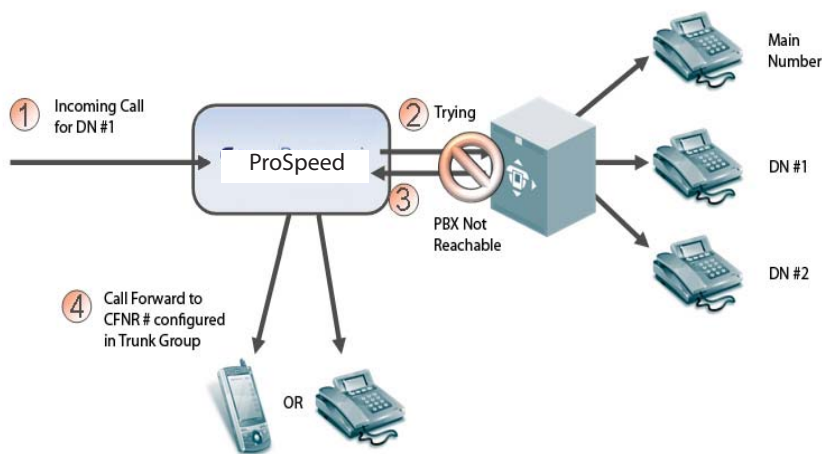 1
Incoming Call
for DN #1
ProSpeed
2
Trying
3
PBX Not
Reachable
Main
Number
DN #1
DN #2
4
Call Forward to
CFNR # configured
in Trunk Group
OR